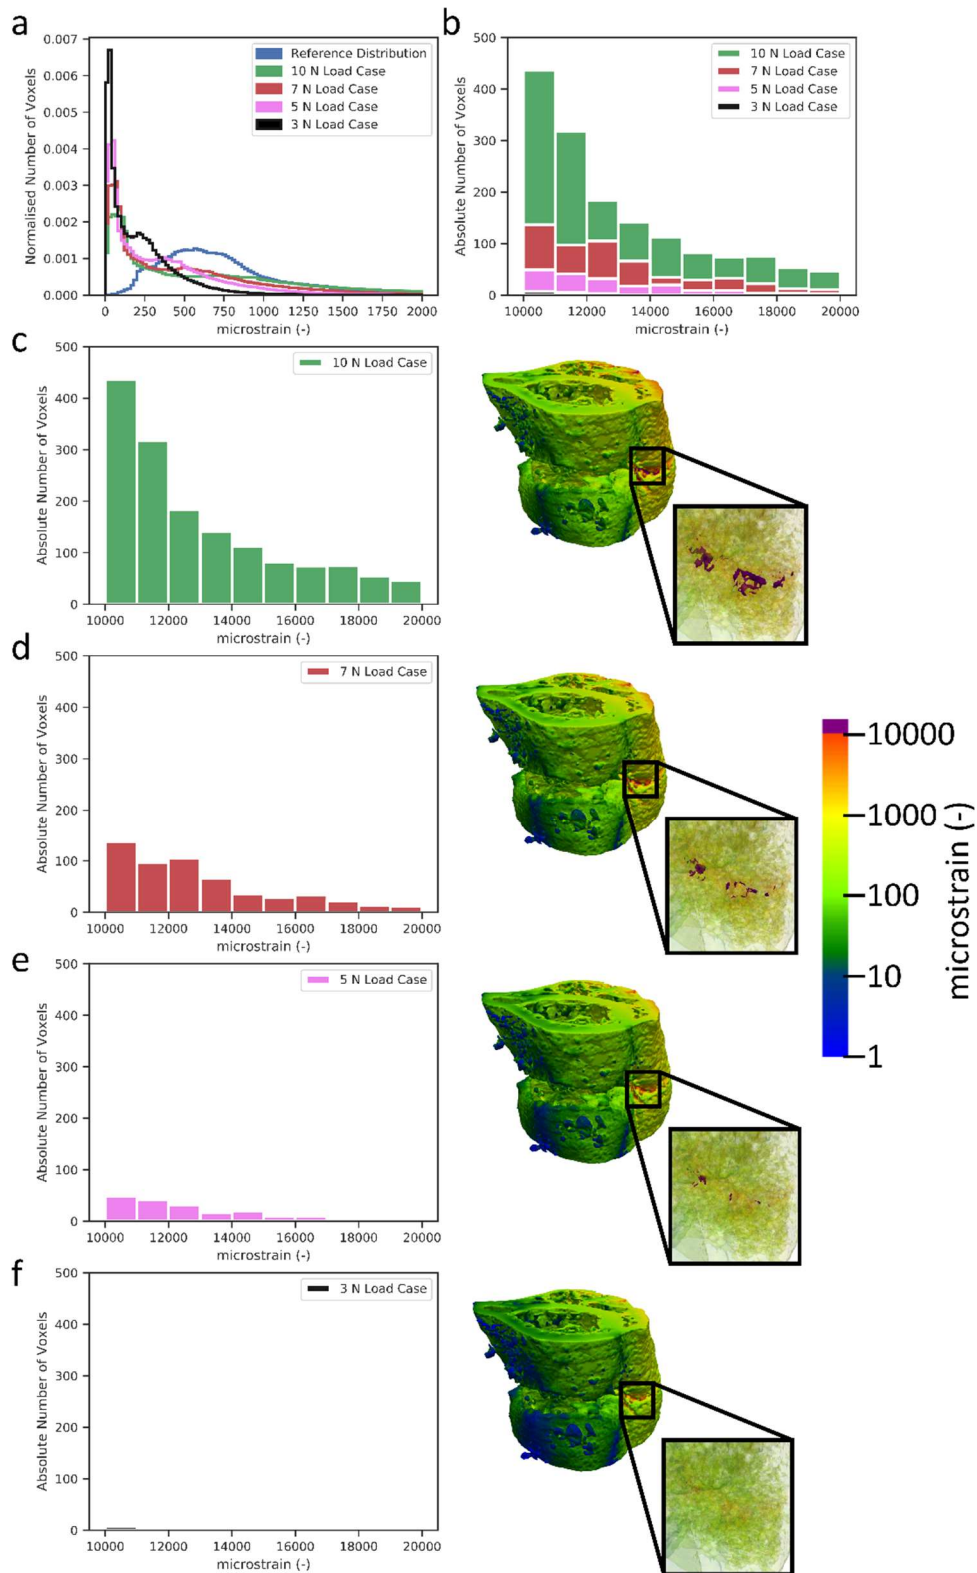 a
0.007
0.006
0.005
0.004
0.003
0.002
0.001
0.000
Normalised Number of Voxels
Reference Distribution
10 N Load Case
7 N Load Case
5 N Load Case
3 N Load Case
0 250 500 750 1000 1250 1500 1750 2000
microstrain (-)
b
500
400
300
200
100
0
Absolute Number of Voxels
10 N Load Case
7 N Load Case
5 N Load Case
3 N Load Case
10000 12000 14000 16000 18000 20000
microstrain (-)
c
500
400
300
200
100
0
Absolute Number of Voxels
10 N Load Case
10000 12000 14000 16000 18000 20000
microstrain (-)
d
500
400
300
200
100
0
Absolute Number of Voxels
7 N Load Case
10000 12000 14000 16000 18000 20000
microstrain (-)
10000
1000
100
10
1
microstrain (-)
e
500
400
300
200
100
0
Absolute Number of Voxels
5 N Load Case
10000 12000 14000 16000 18000 20000
microstrain (-)
f
500
400
300
200
100
0
Absolute Number of Voxels
3 N Load Case
10000 12000 14000 16000 18000 20000
microstrain (-)